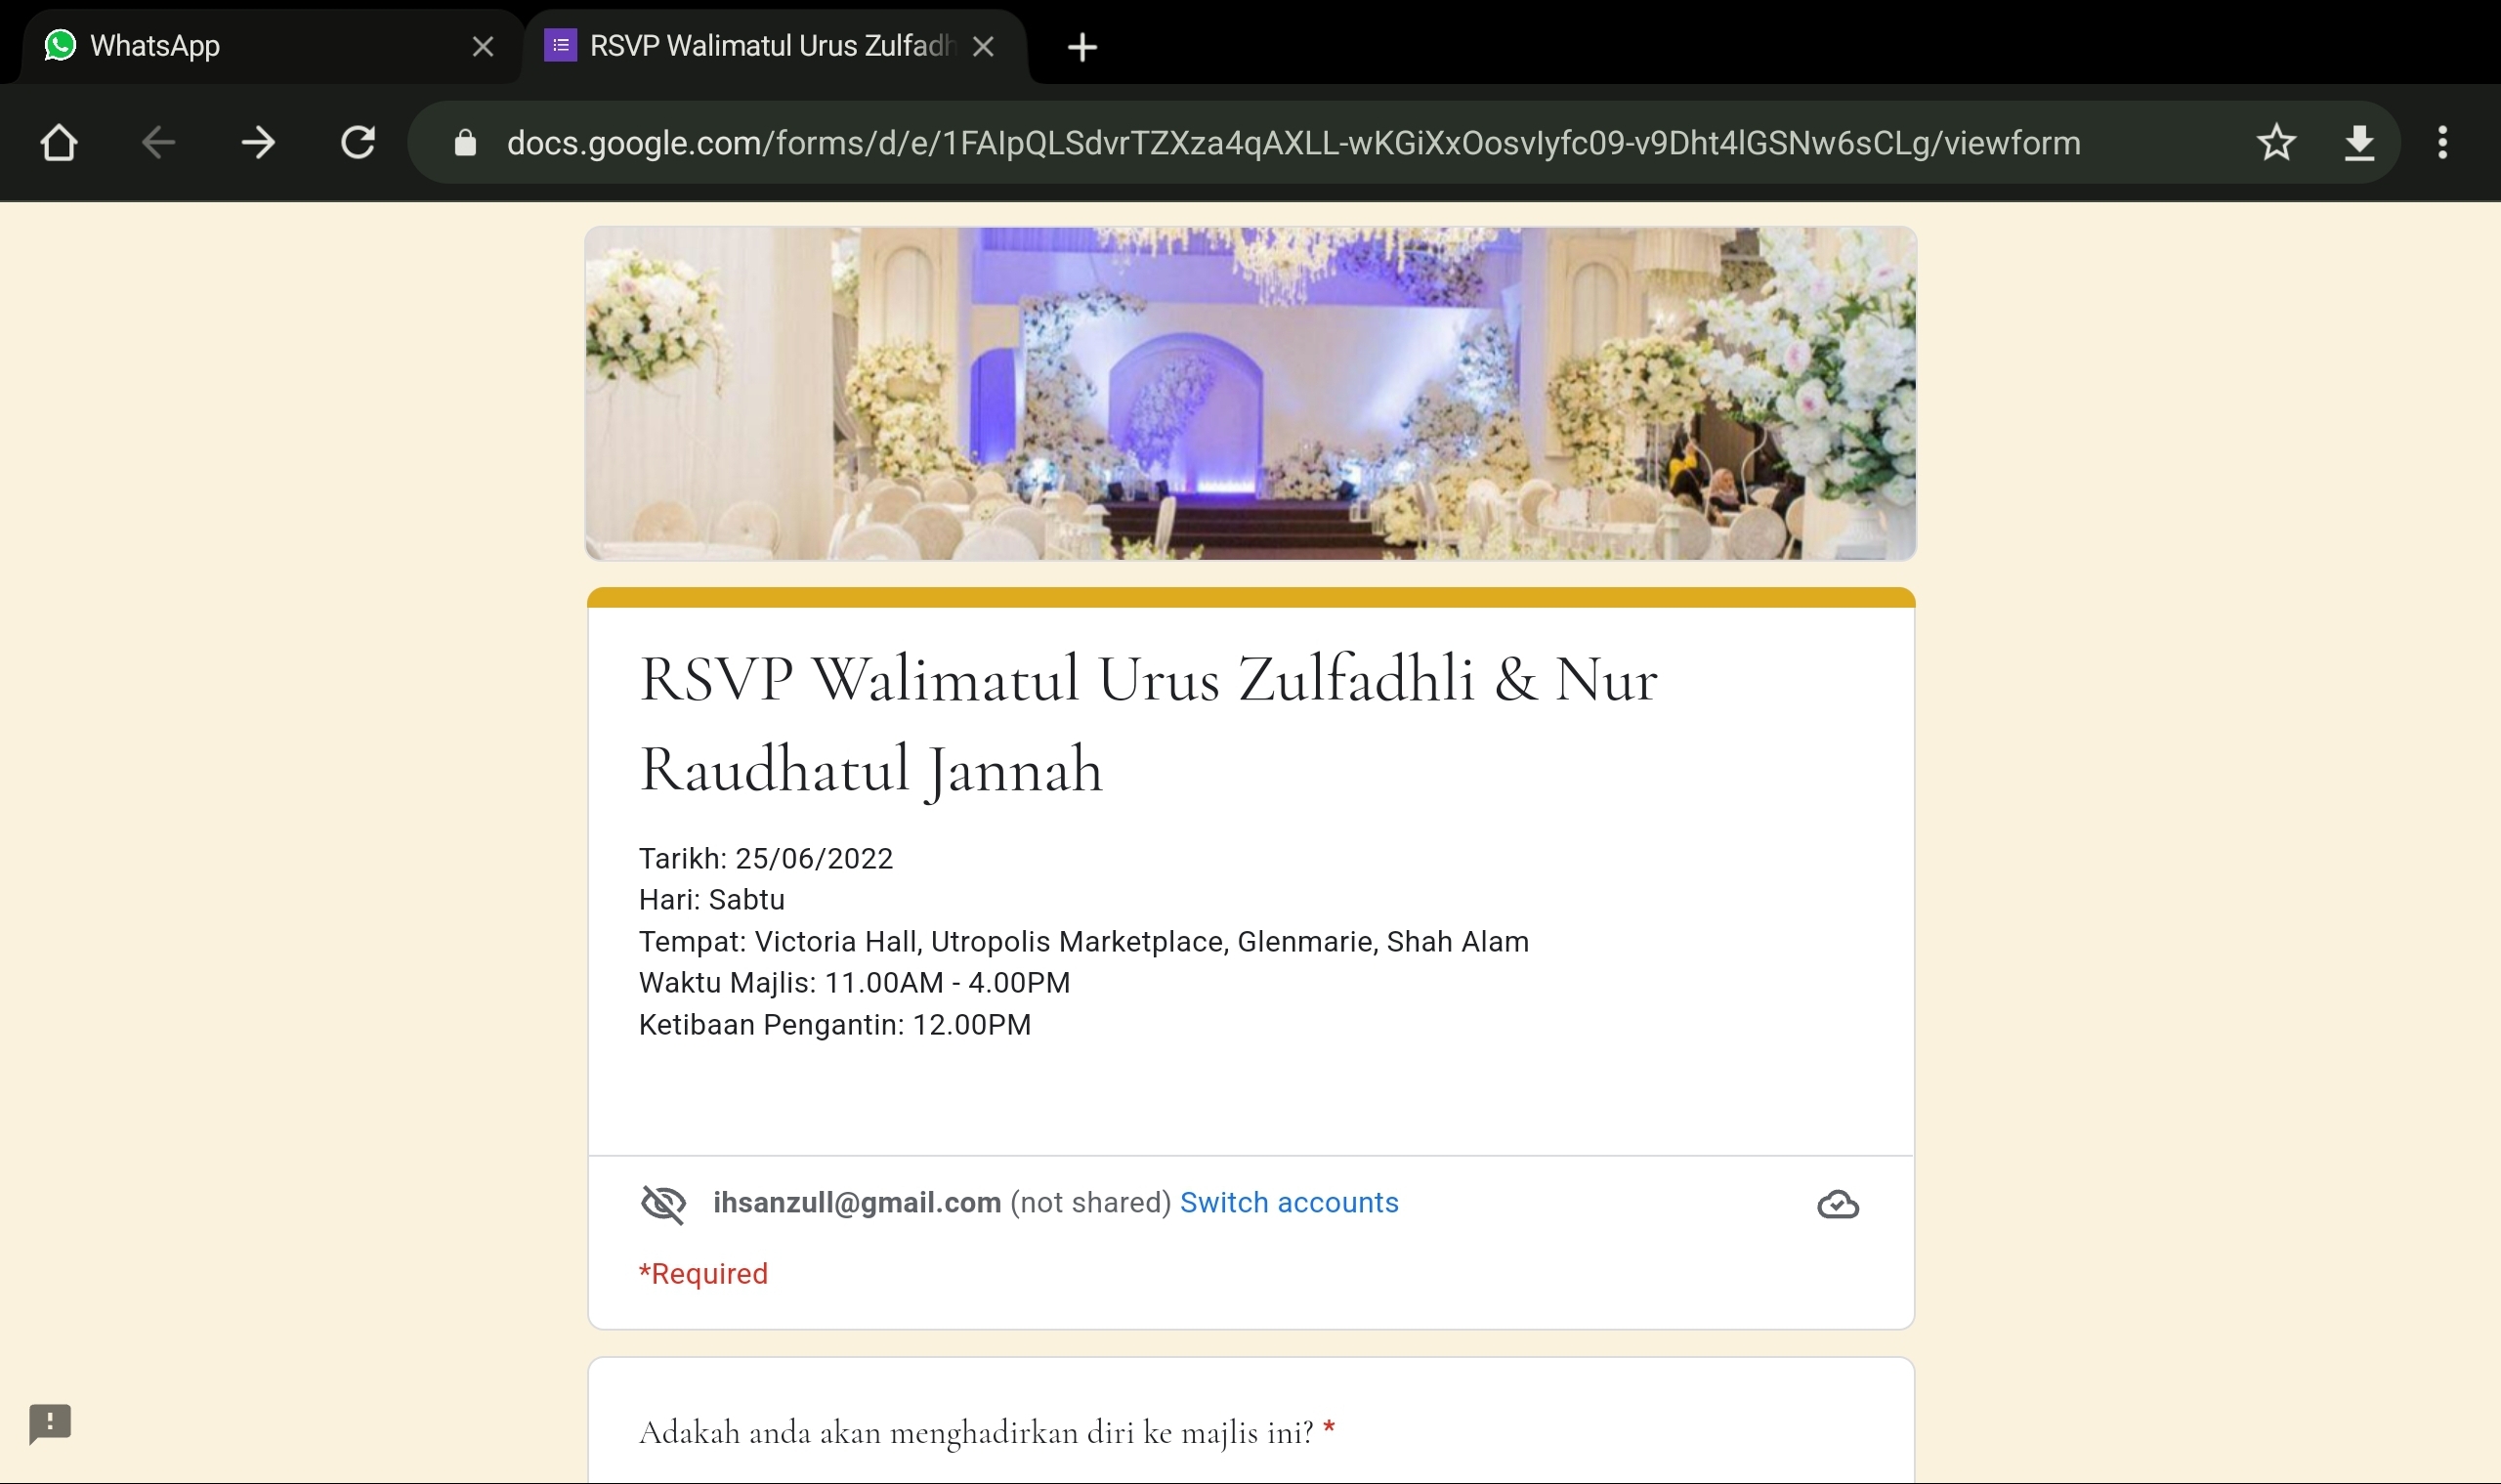 WhatsApp
RSVP Walimatul Urus Zulfadh
docs.google.com/forms/d/e/1FAIpQLSdvrTZXza4qAXLL-wKGiXxOosvIyfc09-v9Dht4lGSNw6sCLg/viewform
RSVP Walimatul Urus Zulfadhli & Nur
Raudhatul Jannah
Tarikh: 25/06/2022
Hari: Sabtu
Tempat: Victoria Hall, Utropolis Marketplace, Glenmarie, Shah Alam
Waktu Majlis: 11.00AM - 4.00PM
Ketibaan Pengantin: 12.00PM
ihsanzull@gmail.com (not shared) Switch accounts
*Required
Adakah anda akan menghadirkan diri ke majlis ini? *